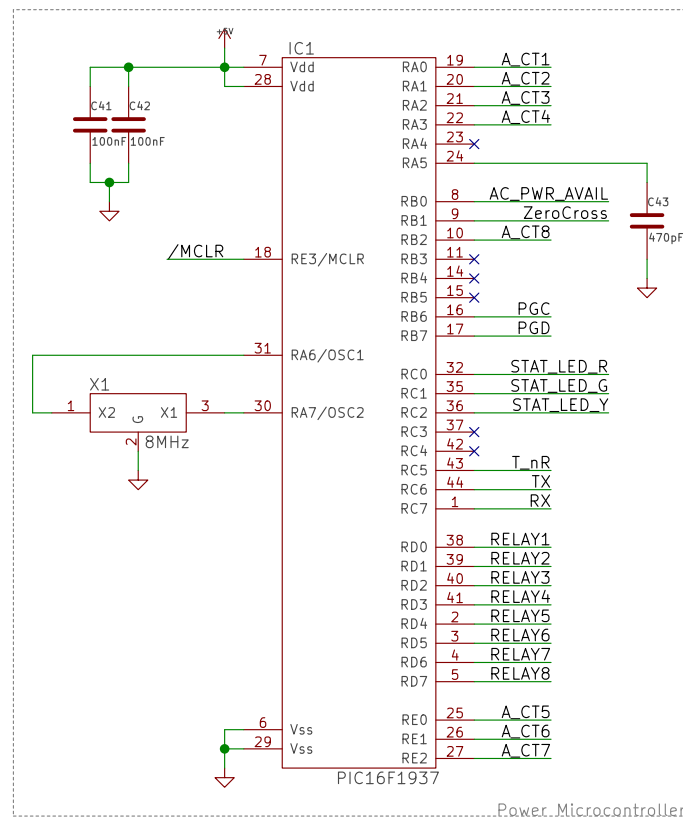 +5V
IC1
7 Vdd RA0 19 A_CT1
28 Vdd RA1 20 A_CT2
C41 C42 RA2 21 A_CT3
100nF 100nF RA3 22 A_CT4
RA4 23
RA5 24
C43
470pF
RB0 8 AC_PWR_AVAIL
RB1 9 ZeroCross
RB2 10 A_CT8
/MCLR 18 RE3/MCLR RB3 11
RB4 14
RB5 15
RB6 16 PGC
RB7 17 PGD
31 RA6/OSC1
RC0 32 STAT_LED_R
X1 RC1 35 STAT_LED_G
1 X2 G X1 3 30 RA7/OSC2 RC2 36 STAT_LED_Y
2 8MHz RC3 37
RC4 42
RC5 43 T_nR
RC6 44 TX
RC7 1 RX
RD0 38 RELAY1
RD1 39 RELAY2
RD2 40 RELAY3
RD3 41 RELAY4
RD4 2 RELAY5
RD5 3 RELAY6
RD6 4 RELAY7
RD7 5 RELAY8
RE0 25 A_CT5
6 Vss RE1 26 A_CT6
29 Vss RE2 27 A_CT7
PIC16F1937
Power Microcontroller